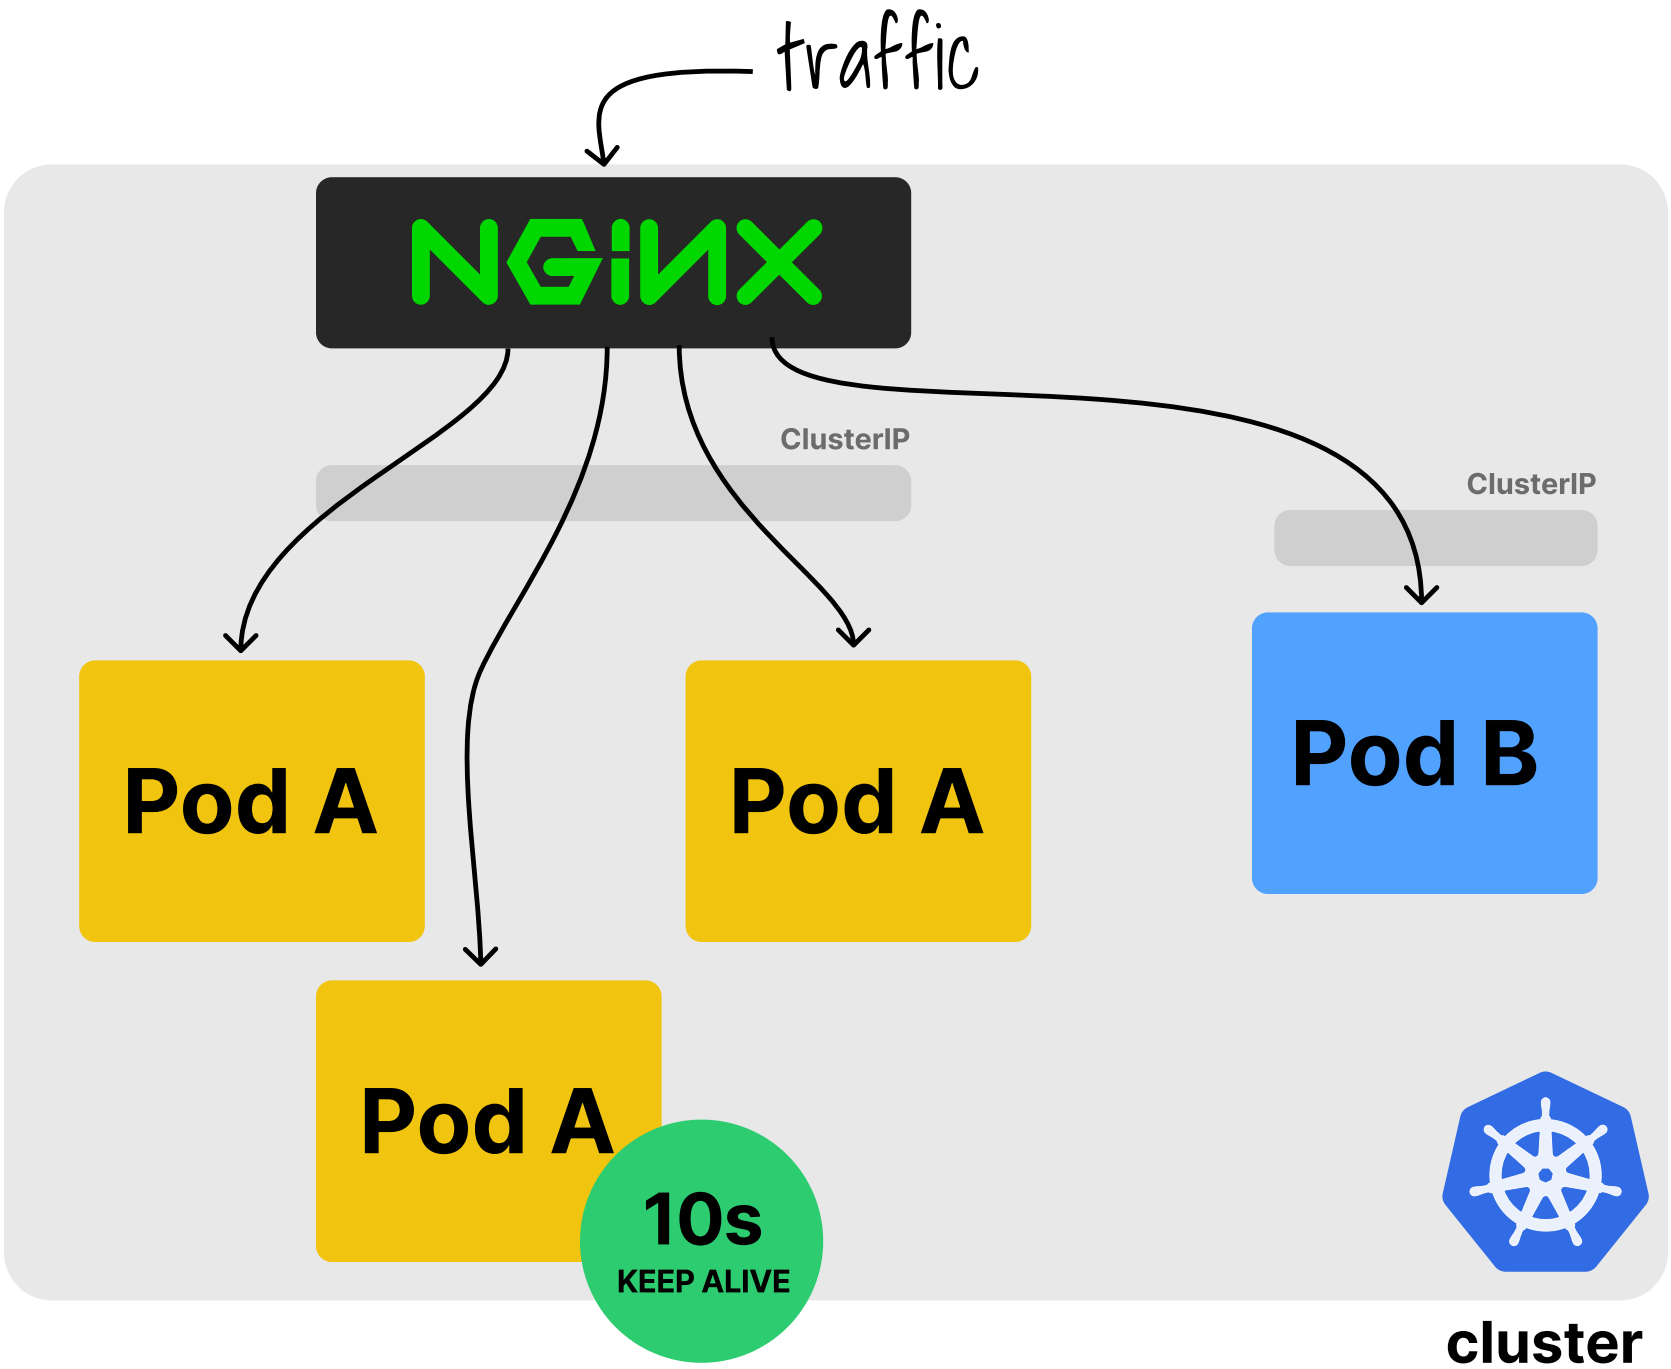 traffic
NGINX
ClusterIP
ClusterIP
Pod A
Pod A
Pod B
Pod A
10s
KEEP ALIVE
cluster